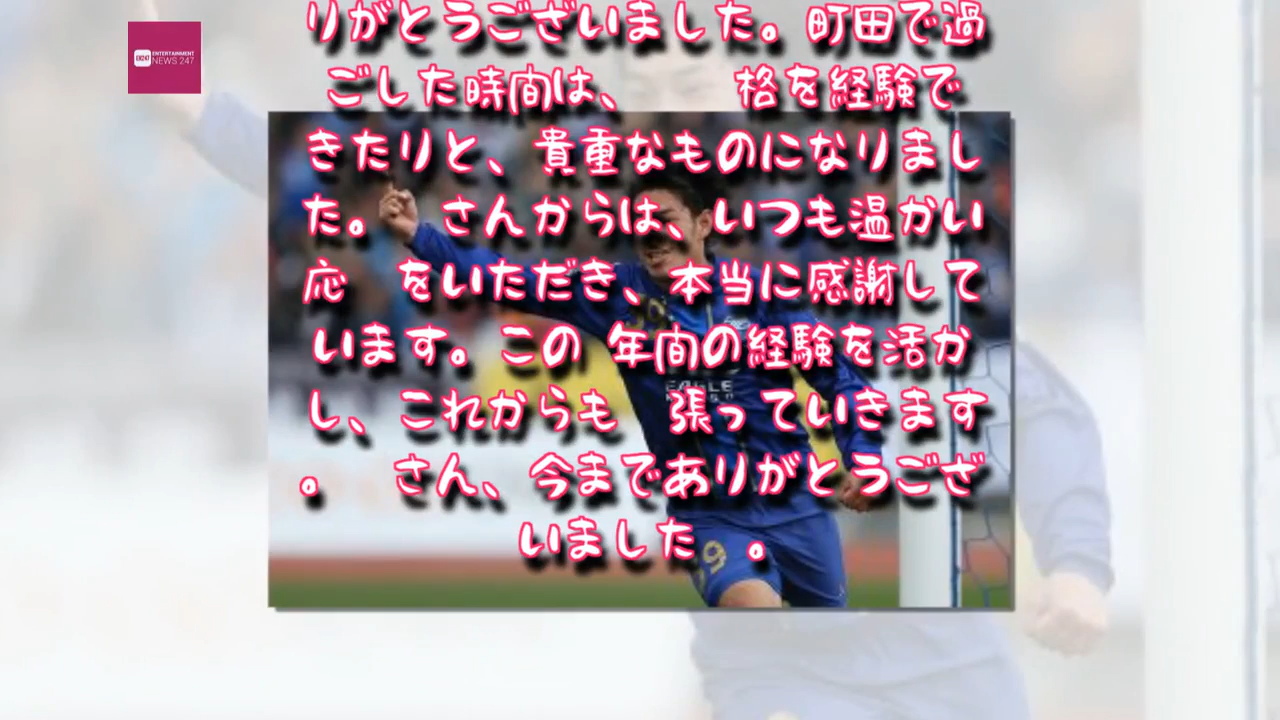 ENTERTAINMENT
NEWS 247
りがとうございました。町田で過
ごした時間は、 格を経験で
きたりと、貴重なものになりまし
た。 さんからは、いつも温かい
応 をいただき、本当に感謝して
います。この 年間の経験を活か
し、これからも 張っていきます
。 さん、今まであり がとうござ
いました 。
EAGLE